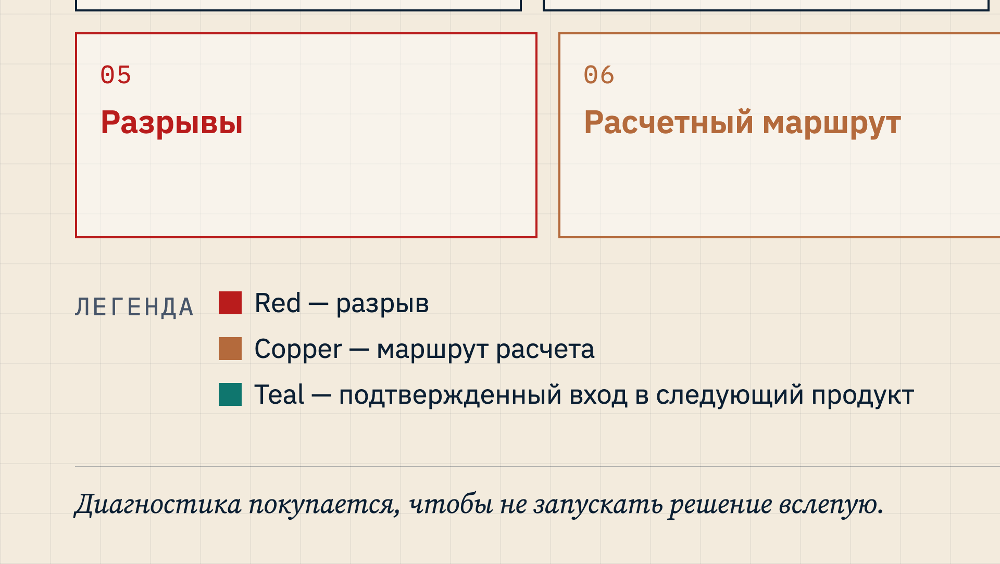 05
Разрывы
06
Расчетный маршрут
ЛЕГЕНДА
Red — разрыв
Copper — маршрут расчета
Teal — подтвержденный вход в следующий продукт
Диагностика покупается, чтобы не запускать решение вслепую.